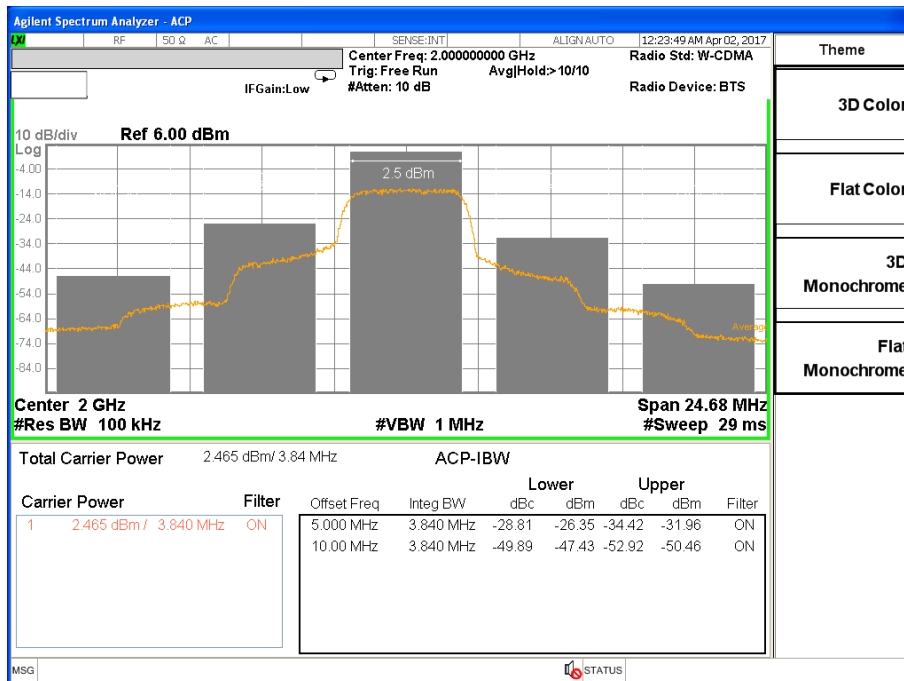 Agilent Spectrum Analyzer - ACP
LXI RF 50 Ω AC SENSE:INT ALIGN AUTO 12:23:49 AM Apr 02, 2017
Center Freq: 2.000000000 GHz Radio Std: W-CDMA
Trig: Free Run Avg|Hold:>10/10
IFGain:Low #Atten: 10 dB Radio Device: BTS
10 dB/div Ref 6.00 dBm
Log
-4.00
2.5 dBm
-14.0
-24.0
-34.0
-44.0
-54.0
-64.0
Average
-74.0
-84.0
Center 2 GHz Span 24.68 MHz
#Res BW 100 kHz #VBW 1 MHz #Sweep 29 ms
Total Carrier Power 2.465 dBm/ 3.84 MHz ACP-IBW
Lower Upper
Carrier Power Filter Offset Freq Integ BW dBc dBm dBc dBm Filter
1 2.465 dBm / 3.840 MHz ON 5.000 MHz 3.840 MHz -28.81 -26.35 -34.42 -31.96 ON
10.00 MHz 3.840 MHz -49.89 -47.43 -52.92 -50.46 ON
MSG STATUS
Theme
3D Color
Flat Color
3D
Monochrome
Flat
Monochrome